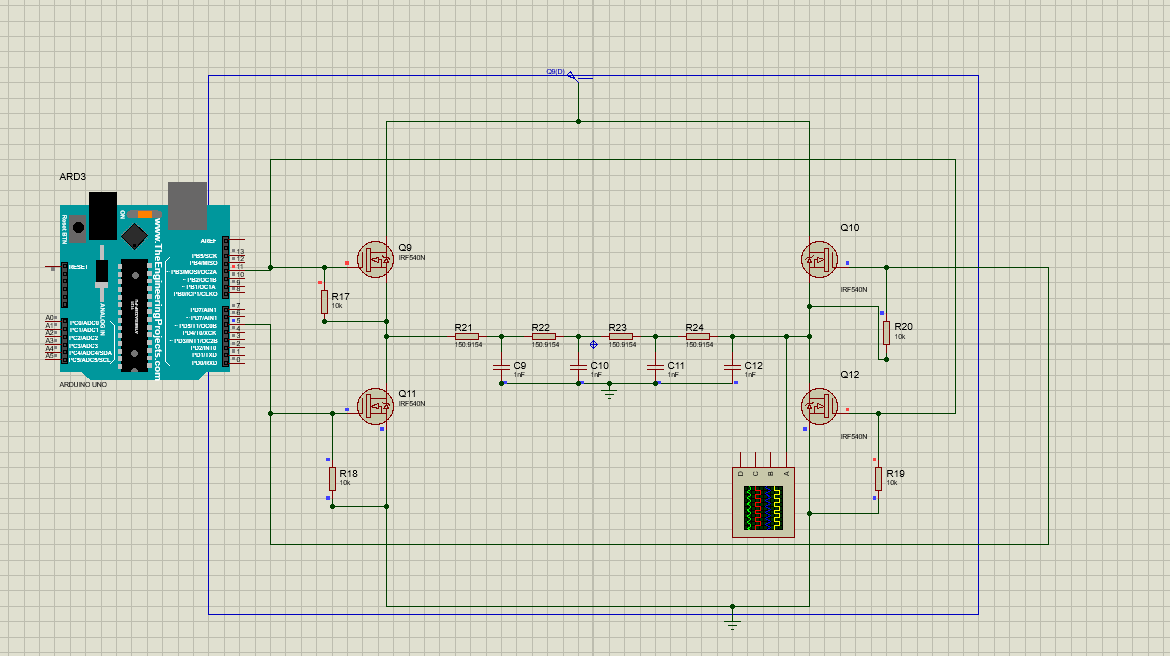 Q9(D)
ARD3
Reset BTN
ON
www.TheEngineeringProjects.com
AREF
13
PB5/SCK
12
PB4/MISO
11
~ PB3/MOSI/OC2A
10
~ PB2/OC1B
9
~ PB1/OC1A
8
PB0/ICP1/CLKO
RESET
ANALOG IN
7
PD7/AIN1
6
~ PD6/AIN0
5
~ PD5/T1/OC0B
4
PD4/T0/XCK
3
~ PD3/INT1/OC2B
2
PD2/INT0
1
PD1/TXD
0
PD0/RXD
A0
PC0/ADC0
A1
PC1/ADC1
A2
PC2/ADC2
A3
PC3/ADC3
A4
PC4/ADC4/SDA
A5
PC5/ADC5/SCL
ARDUINO UNO
Q9
IRF540N
Q10
IRF540N
R17
10k
R20
10k
R21
150.9154
R22
150.9154
R23
150.9154
R24
150.9154
C9
1nF
C10
1nF
C11
1nF
C12
1nF
Q11
IRF540N
Q12
IRF540N
R18
10k
R19
10k
D
C
B
A